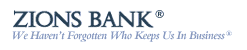 ZIONS BANK®
We Haven't Forgotten Who Keeps Us In Business®